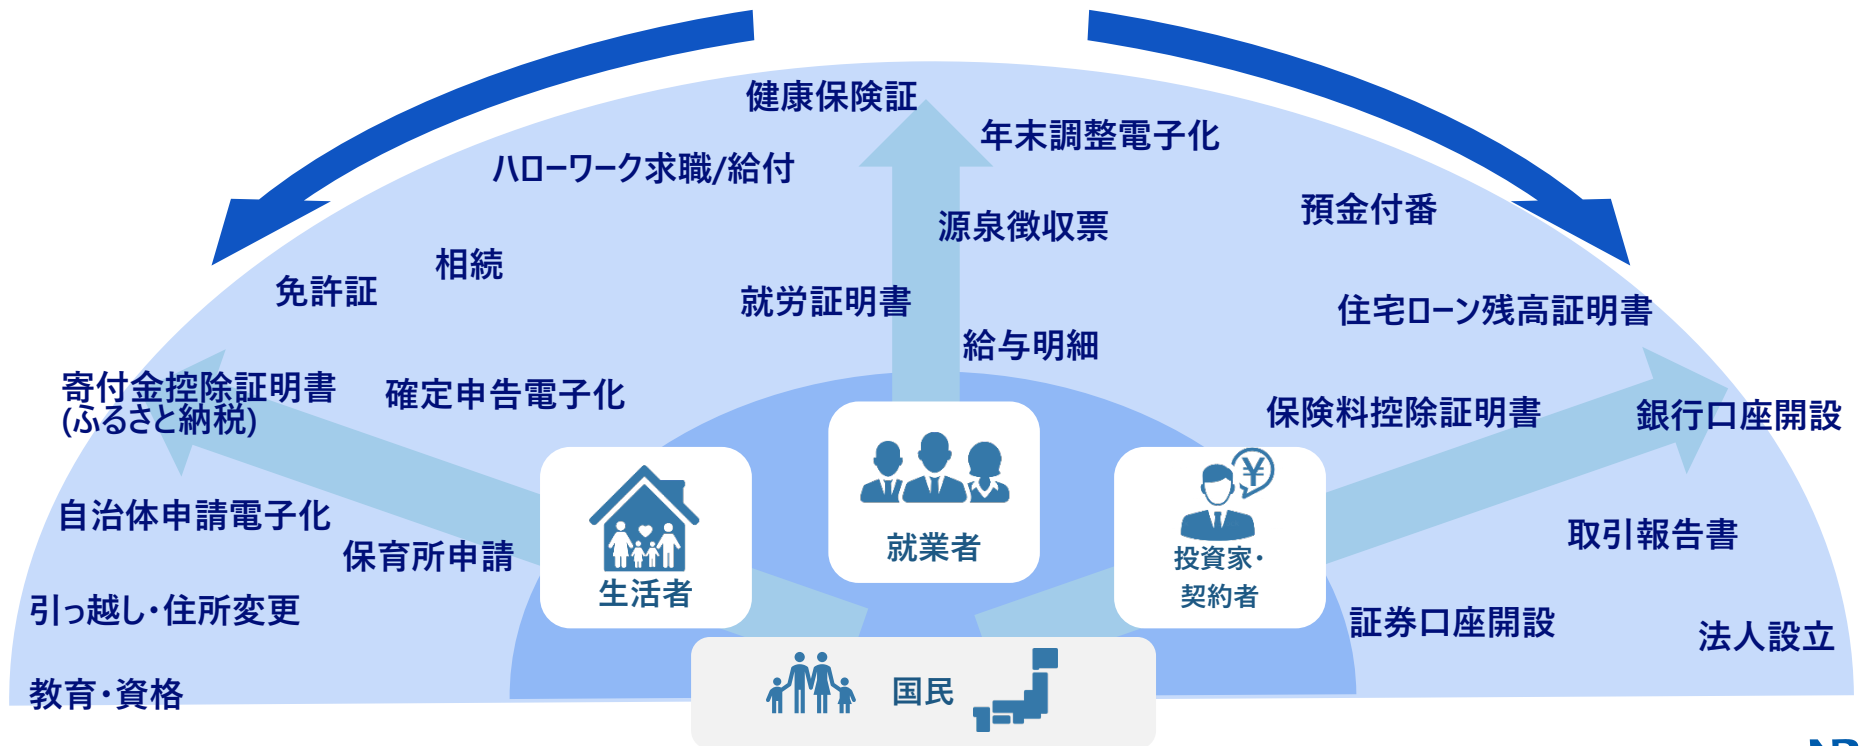 健康保険証
年末調整電子化
ハローワーク求職/給付
預金付番
源泉徴収票
相続
免許証
就労証明書
住宅ローン残高証明書
給与明細
寄付金控除証明書
(ふるさと納税)
確定申告電子化
保険料控除証明書
銀行口座開設
自治体申請電子化
保育所申請
就業者
投資家・
契約者
取引報告書
生活者
引っ越し・住所変更
証券口座開設
法人設立
教育・資格
国民